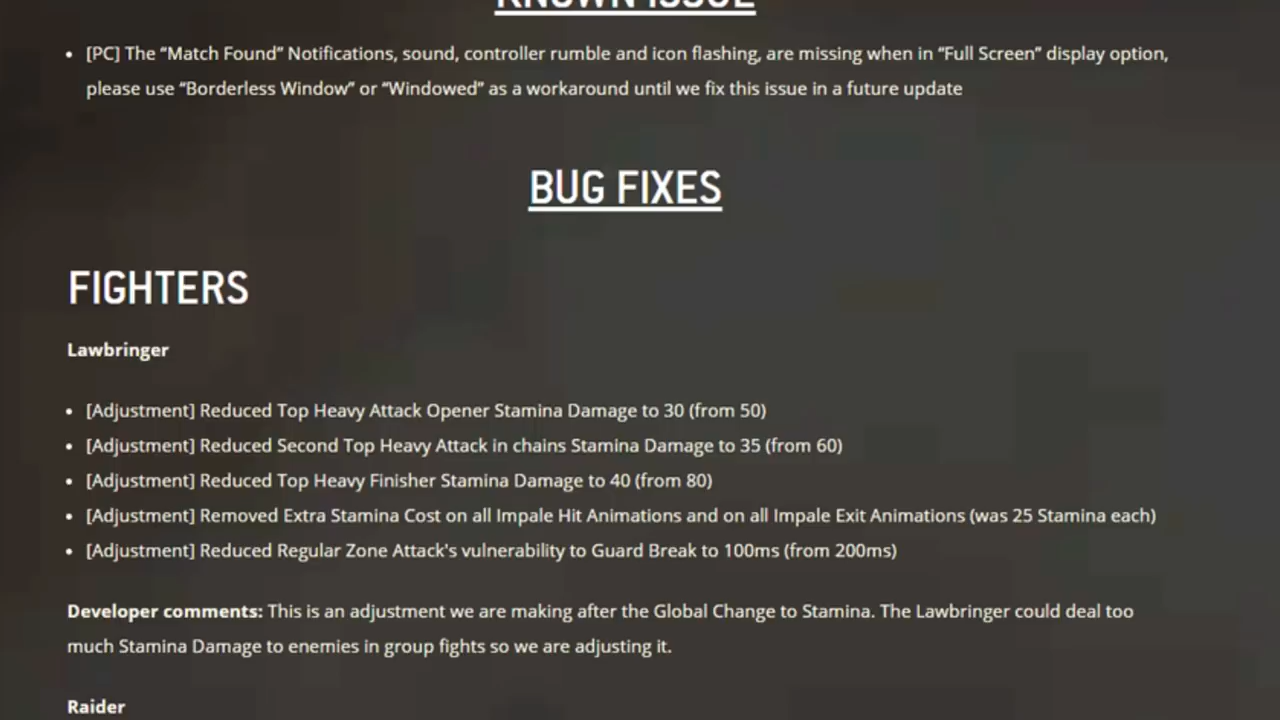 KNOWN ISSUE
• [PC] The “Match Found” Notifications, sound, controller rumble and icon flashing, are missing when in “Full Screen” display option,
please use “Borderless Window” or “Windowed” as a workaround until we fix this issue in a future update
BUG FIXES
FIGHTERS
Lawbringer
• [Adjustment] Reduced Top Heavy Attack Opener Stamina Damage to 30 (from 50)
• [Adjustment] Reduced Second Top Heavy Attack in chains Stamina Damage to 35 (from 60)
• [Adjustment] Reduced Top Heavy Finisher Stamina Damage to 40 (from 80)
• [Adjustment] Removed Extra Stamina Cost on all Impale Hit Animations and on all Impale Exit Animations (was 25 Stamina each)
• [Adjustment] Reduced Regular Zone Attack's vulnerability to Guard Break to 100ms (from 200ms)
Developer comments: This is an adjustment we are making after the Global Change to Stamina. The Lawbringer could deal too
much Stamina Damage to enemies in group fights so we are adjusting it.
Raider